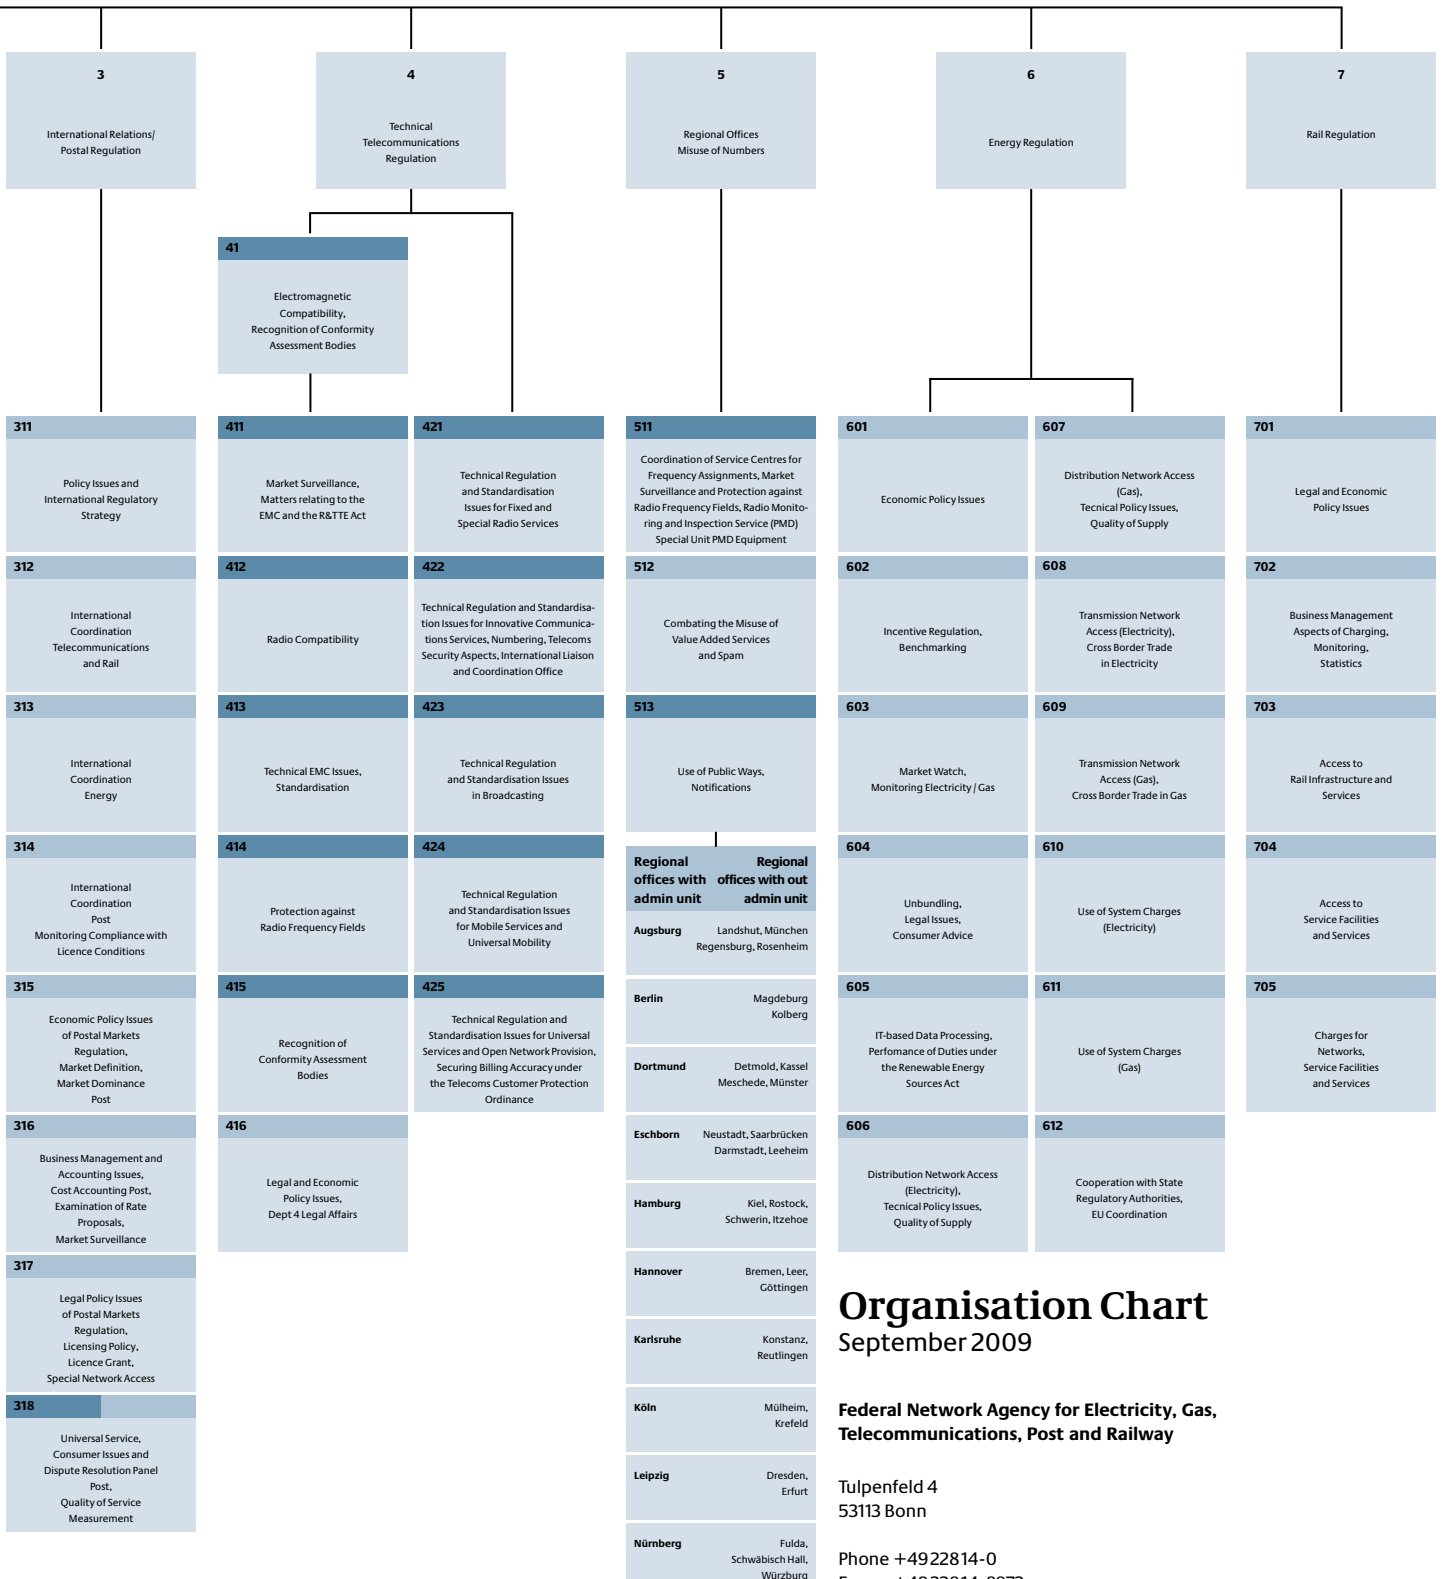 3
International Relations/
Postal Regulation
4
Technical
Telecommunications
Regulation
5
Regional Offices
Misuse of Numbers
6
Energy Regulation
7
Rail Regulation
41
Electromagnetic
Compatibility,
Recognition of Conformity
Assessment Bodies
311
Policy Issues and
International Regulatory
Strategy
312
International
Coordination
Telecommunications
and Rail
313
International
Coordination
Energy
314
International
Coordination
Post
Monitoring Compliance with
Licence Conditions
315
Economic Policy Issues
of Postal Markets
Regulation,
Market Definition,
Market Dominance
Post
316
Business Management and
Accounting Issues,
Cost Accounting Post,
Examination of Rate
Proposals,
Market Surveillance
317
Legal Policy Issues
of Postal Markets
Regulation,
Licensing Policy,
Licence Grant,
Special Network Access
318
Universal Service,
Consumer Issues and
Dispute Resolution Panel
Post,
Quality of Service
Measurement
411
Market Surveillance,
Matters relating to the
EMC and the R&TTE Act
412
Radio Compatibility
413
Technical EMC Issues,
Standardisation
414
Protection against
Radio Frequency Fields
415
Recognition of
Conformity Assessment
Bodies
416
Legal and Economic
Policy Issues,
Dept 4 Legal Affairs
421
Technical Regulation
and Standardisation
Issues for Fixed and
Special Radio Services
422
Technical Regulation and Standardisa-
tion Issues for Innovative Communica-
tions Services, Numbering, Telecoms
Security Aspects, International Liaison
and Coordination Office
423
Technical Regulation
and Standardisation Issues
in Broadcasting
424
Technical Regulation
and Standardisation Issues
for Mobile Services and
Universal Mobility
425
Technical Regulation and
Standardisation Issues for Universal
Services and Open Network Provision,
Securing Billing Accuracy under
the Telecoms Customer Protection
Ordinance
511
Coordination of Service Centres for
Frequency Assignments, Market
Surveillance and Protection against
Radio Frequency Fields, Radio Monito-
ring and Inspection Service (PMD)
Special Unit PMD Equipment
512
Combating the Misuse of
Value Added Services
and Spam
513
Use of Public Ways,
Notifications
Regional Regional
offices with offices with out
admin unit admin unit
Augsburg Landshut, München
Regensburg, Rosenheim
Berlin Magdeburg
Kolberg
Dortmund Detmold, Kassel
Meschede, Münster
Eschborn Neustadt, Saarbrücken
Darmstadt, Leeheim
Hamburg Kiel, Rostock,
Schwerin, Itzehoe
Hannover Bremen, Leer,
Göttingen
Karlsruhe Konstanz,
Reutlingen
Köln Mülheim,
Krefeld
Leipzig Dresden,
Erfurt
Nürnberg Fulda,
Schwäbisch Hall,
Würzburg
601
Economic Policy Issues
602
Incentive Regulation,
Benchmarking
603
Market Watch,
Monitoring Electricity / Gas
604
Unbundling,
Legal Issues,
Consumer Advice
605
IT-based Data Processing,
Perfomance of Duties under
the Renewable Energy
Sources Act
606
Distribution Network Access
(Electricity),
Tecnical Policy Issues,
Quality of Supply
607
Distribution Network Access
(Gas),
Tecnical Policy Issues,
Quality of Supply
608
Transmission Network
Access (Electricity),
Cross Border Trade
in Electricity
609
Transmission Network
Access (Gas),
Cross Border Trade in Gas
610
Use of System Charges
(Electricity)
611
Use of System Charges
(Gas)
612
Cooperation with State
Regulatory Authorities,
EU Coordination
701
Legal and Economic
Policy Issues
702
Business Management
Aspects of Charging,
Monitoring,
Statistics
703
Access to
Rail Infrastructure and
Services
704
Access to
Service Facilities
and Services
705
Charges for
Networks,
Service Facilities
and Services
Organisation Chart
September 2009
Federal Network Agency for Electricity, Gas,
Telecommunications, Post and Railway
Tulpenfeld 4
53113 Bonn
Phone +4922814-0